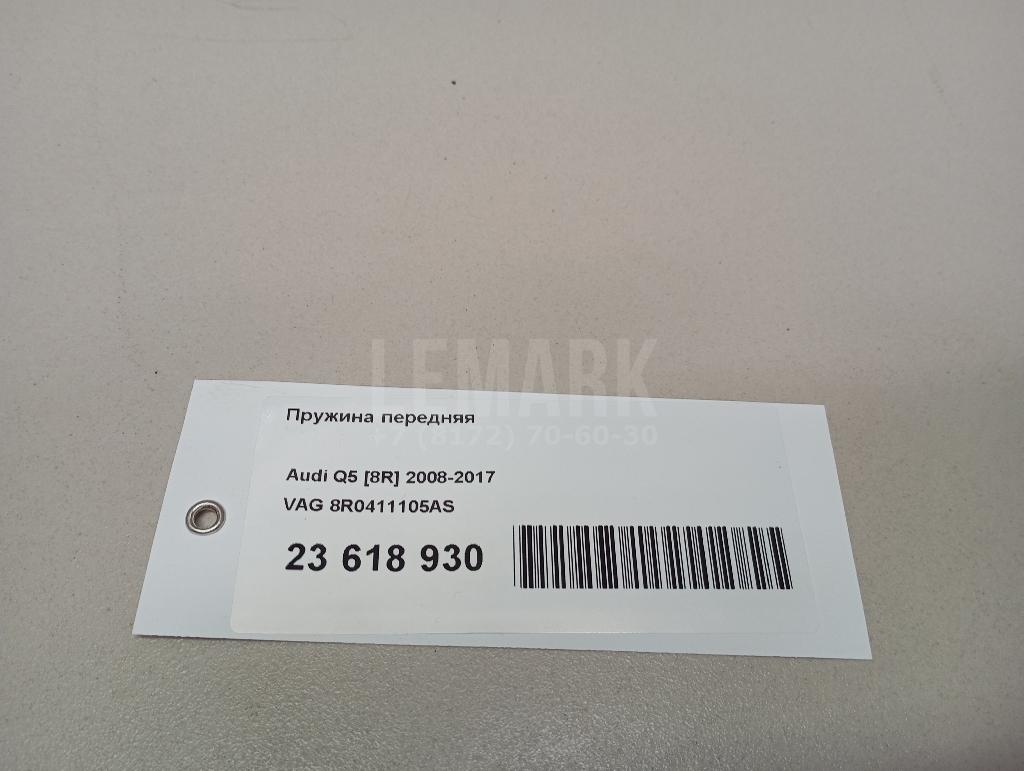 LEMARK
Пружина передняя
+7 (8172) 70-60-30
Audi Q5 [8R] 2008-2017
VAG 8R0411105AS
23 618 930